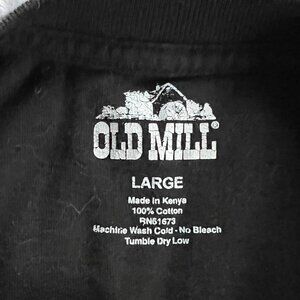 OLD MILL®
LARGE
Made in Kenya
100% Cotton
RN61673
Machine Wash Cold - No Bleach
Tumble Dry Low